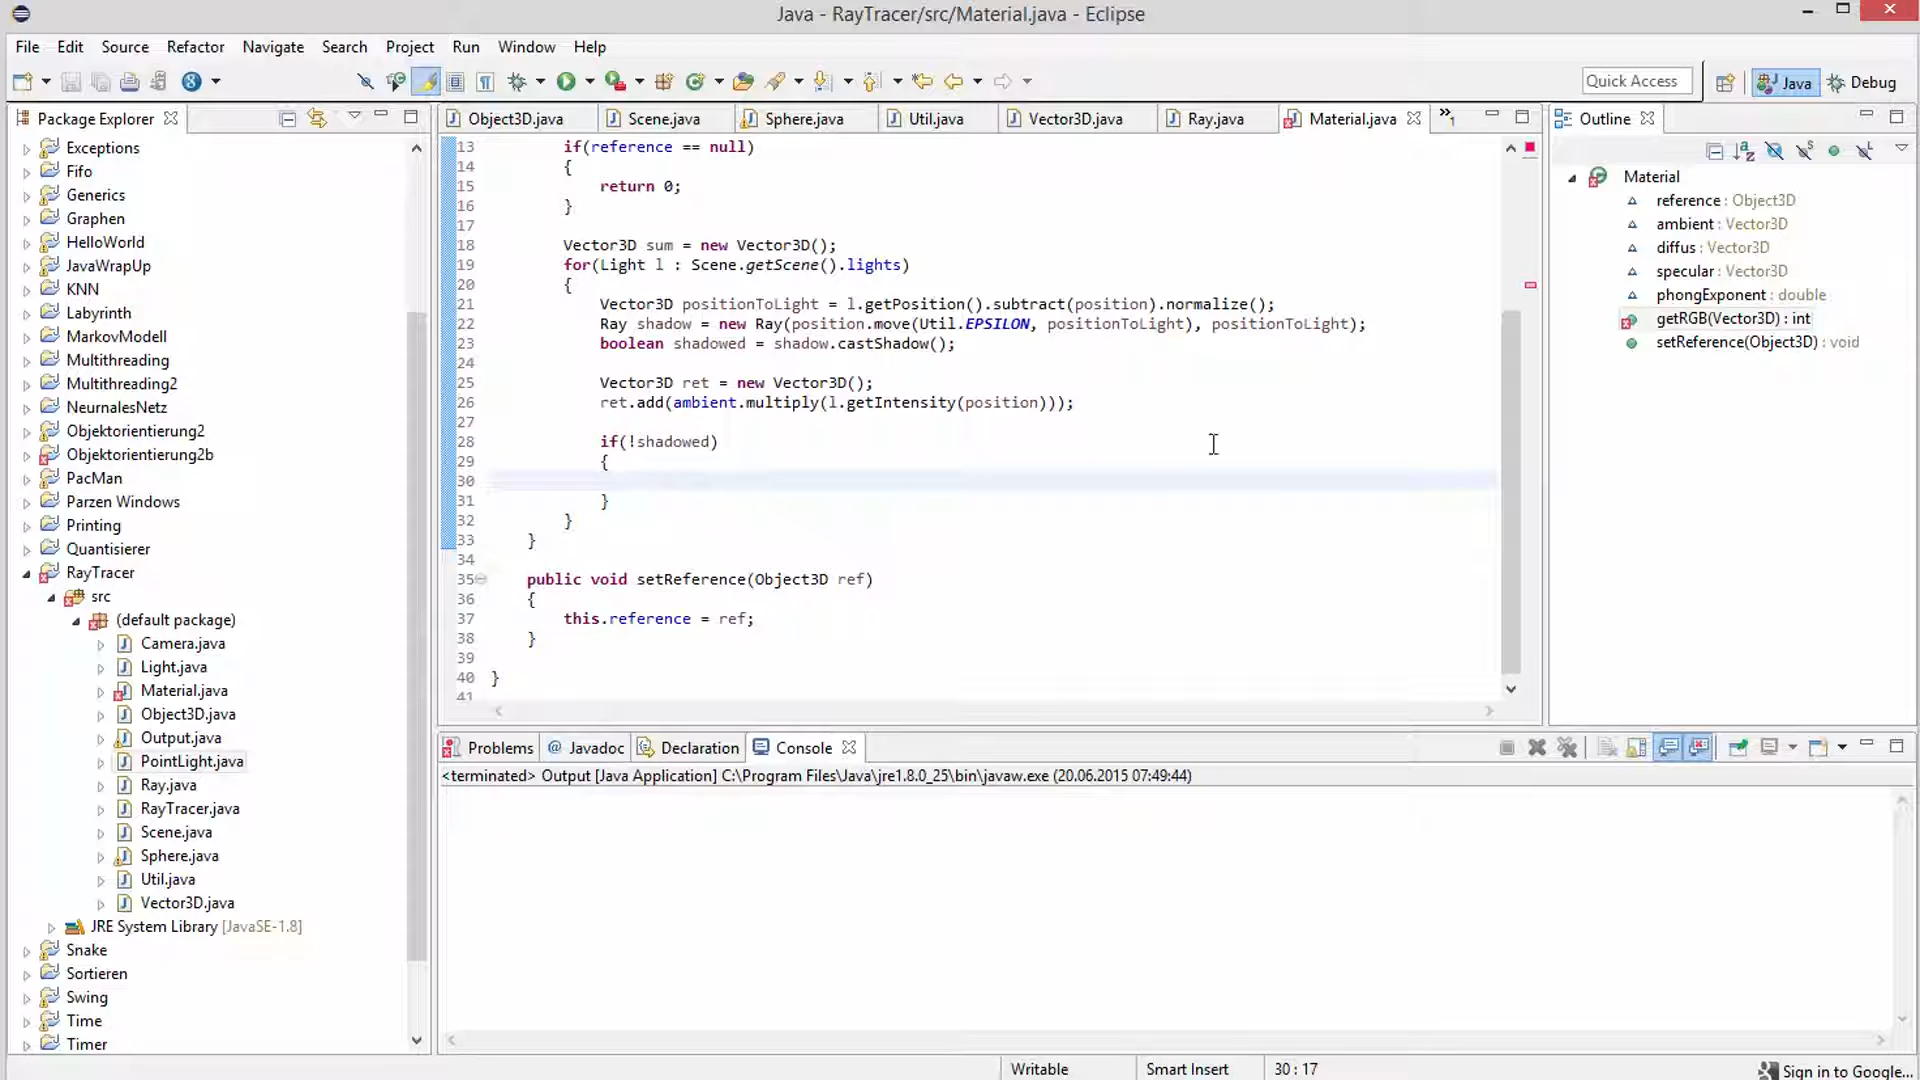 Java - RayTracer/src/Material.java - Eclipse
File Edit Source Refactor Navigate Search Project Run Window Help
Quick Access
Java
Debug
Package Explorer
Exceptions
Fifo
Generics
Graphen
HelloWorld
JavaWrapUp
KNN
Labyrinth
MarkovModell
Multithreading
Multithreading2
NeurnalesNetz
Objektorientierung2
Objektorientierung2b
PacMan
Parzen Windows
Printing
Quantisierer
RayTracer
src
(default package)
Camera.java
Light.java
Material.java
Object3D.java
Output.java
PointLight.java
Ray.java
RayTracer.java
Scene.java
Sphere.java
Util.java
Vector3D.java
JRE System Library [JavaSE-1.8]
Snake
Sortieren
Swing
Time
Timer
Object3D.java Scene.java Sphere.java Util.java Vector3D.java Ray.java Material.java »1
13 if(reference == null)
14 {
15 return 0;
16 }
17
18 Vector3D sum = new Vector3D();
19 for(Light l : Scene.getScene().lights)
20 {
21 Vector3D positionToLight = l.getPosition().subtract(position).normalize();
22 Ray shadow = new Ray(position.move(Util.EPSILON, positionToLight), positionToLight);
23 boolean shadowed = shadow.castShadow();
24
25 Vector3D ret = new Vector3D();
26 ret.add(ambient.multiply(l.getIntensity(position)));
27
28 if(!shadowed)
29 {
30
31 }
32 }
33 }
34
35 public void setReference(Object3D ref)
36 {
37 this.reference = ref;
38 }
39
40 }
41
Outline
Material
reference : Object3D
ambient : Vector3D
diffus : Vector3D
specular : Vector3D
phongExponent : double
getRGB(Vector3D) : int
setReference(Object3D) : void
Problems @ Javadoc Declaration Console
<terminated> Output [Java Application] C:\Program Files\Java\jre1.8.0_25\bin\javaw.exe (20.06.2015 07:49:44)
Writable Smart Insert 30 : 17 Sign in to Google...